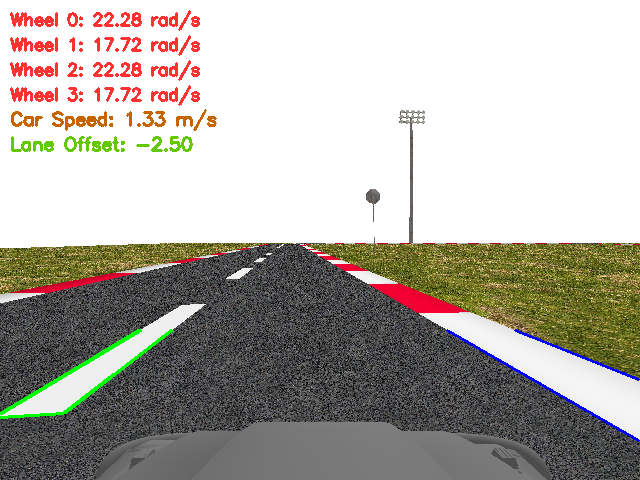 Wheel 0: 22.28 rad/s
Wheel 1: 17.72 rad/s
Wheel 2: 22.28 rad/s
Wheel 3: 17.72 rad/s
Car Speed: 1.33 m/s
Lane Offset: -2.50